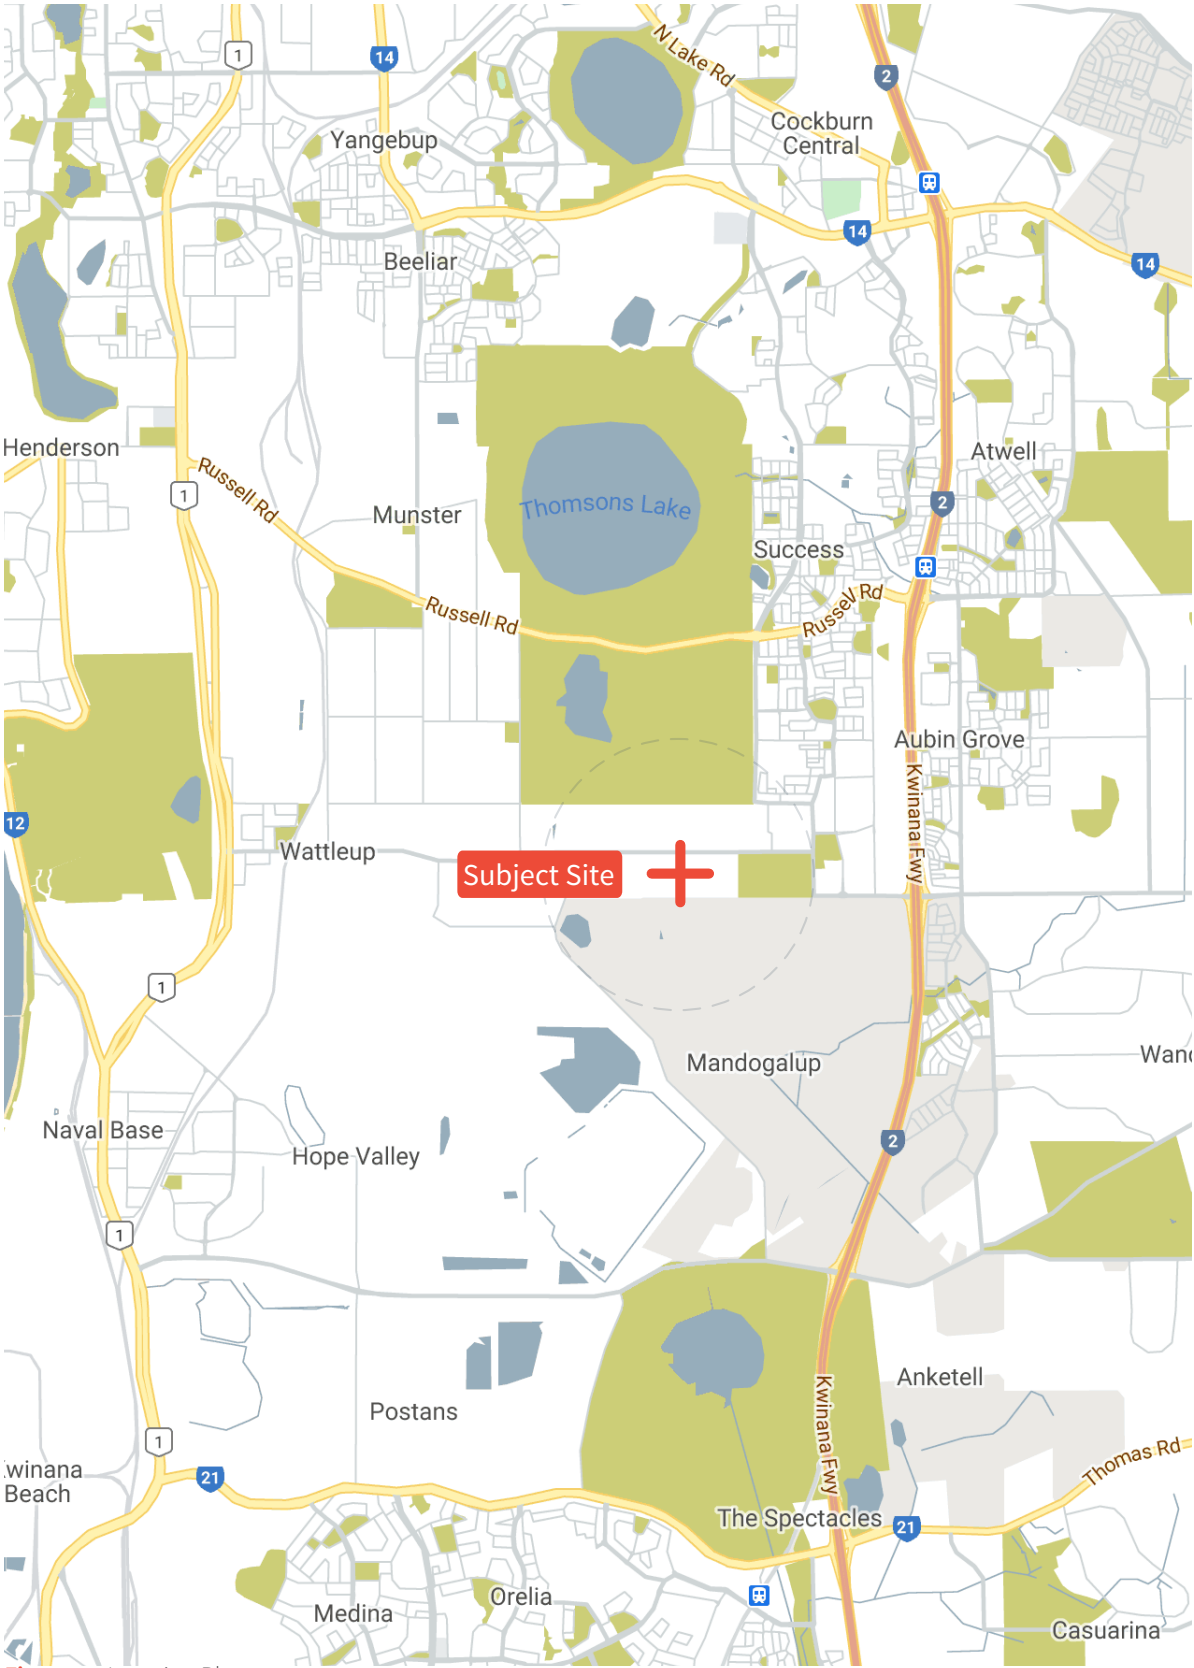 1
14
N Lake Rd
2
Cockburn
Central
Yangebup
14
Beeliar
14
Henderson
Russell Rd
1
Munster
Thomsons Lake
Atwell
2
Success
Russell Rd
Russell Rd
Aubin Grove
Kwinana Fwy
12
Wattleup
Subject Site
1
Mandogalup
Wand
Naval Base
Hope Valley
2
1
Anketell
Kwinana Fwy
Postans
1
Thomas Rd
winana
Beach
21
The Spectacles
21
Orelia
Medina
Casuarina